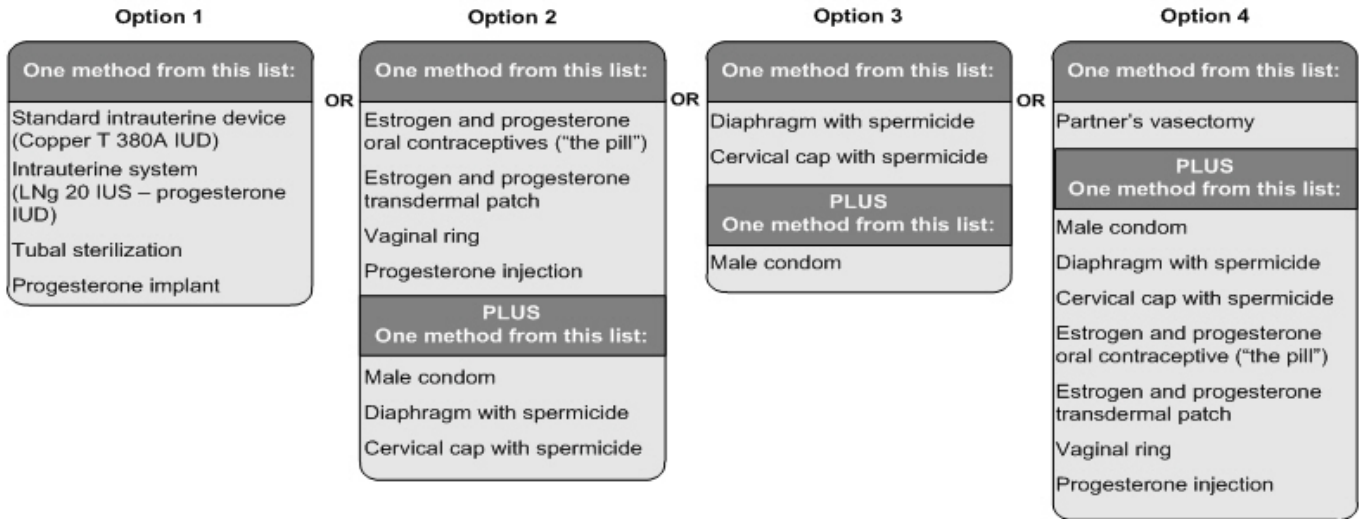 Option 1
One method from this list:
Standard intrauterine device
(Copper T 380A IUD)
Intrauterine system
(LNg 20 IUS – progesterone
IUD)
Tubal sterilization
Progesterone implant
OR
Option 2
One method from this list:
Estrogen and progesterone
oral contraceptives (“the pill”)
Estrogen and progesterone
transdermal patch
Vaginal ring
Progesterone injection
PLUS
One method from this list:
Male condom
Diaphragm with spermicide
Cervical cap with spermicide
OR
Option 3
One method from this list:
Diaphragm with spermicide
Cervical cap with spermicide
PLUS
One method from this list:
Male condom
OR
Option 4
One method from this list:
Partner’s vasectomy
PLUS
One method from this list:
Male condom
Diaphragm with spermicide
Cervical cap with spermicide
Estrogen and progesterone
oral contraceptive (“the pill”)
Estrogen and progesterone
transdermal patch
Vaginal ring
Progesterone injection